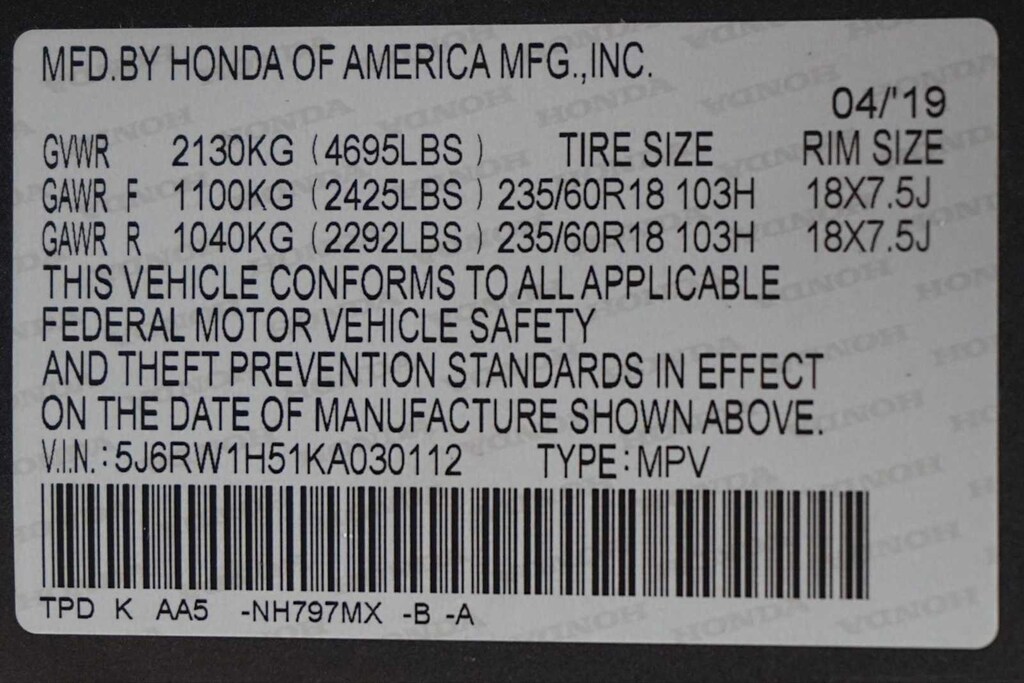 MFD.BY HONDA OF AMERICA MFG.,INC.
04/'19
GVWR 2130KG (4695LBS) TIRE SIZE RIM SIZE
GAWR F 1100KG (2425LBS) 235/60R18 103H 18X7.5J
GAWR R 1040KG (2292LBS) 235/60R18 103H 18X7.5J
THIS VEHICLE CONFORMS TO ALL APPLICABLE
FEDERAL MOTOR VEHICLE SAFETY
AND THEFT PREVENTION STANDARDS IN EFFECT
ON THE DATE OF MANUFACTURE SHOWN ABOVE.
V.I.N.: 5J6RW1H51KA030112 TYPE: MPV
TPD K AA5 -NH797MX -B -A